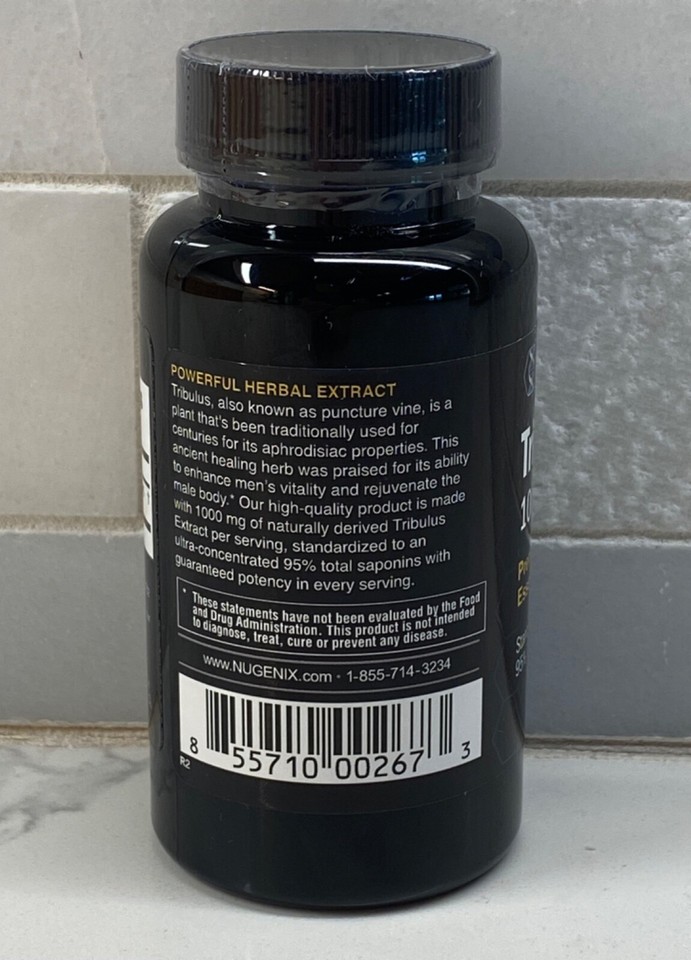 POWERFUL HERBAL EXTRACT
Tribulus, also known as puncture vine, is a
plant that's been traditionally used for
centuries for its aphrodisiac properties. This
ancient healing herb was praised for its ability
to enhance men's vitality and rejuvenate the
male body.* Our high-quality product is made
with 1000 mg of naturally derived Tribulus
Extract per serving, standardized to an
ultra-concentrated 95% total saponins with
guaranteed potency in every serving.
* These statements have not been evaluated by the Food
and Drug Administration. This product is not intended
to diagnose, treat, cure or prevent any disease.
www.NUGENIX.com • 1-855-714-3234
8 55710 00267 3
R2